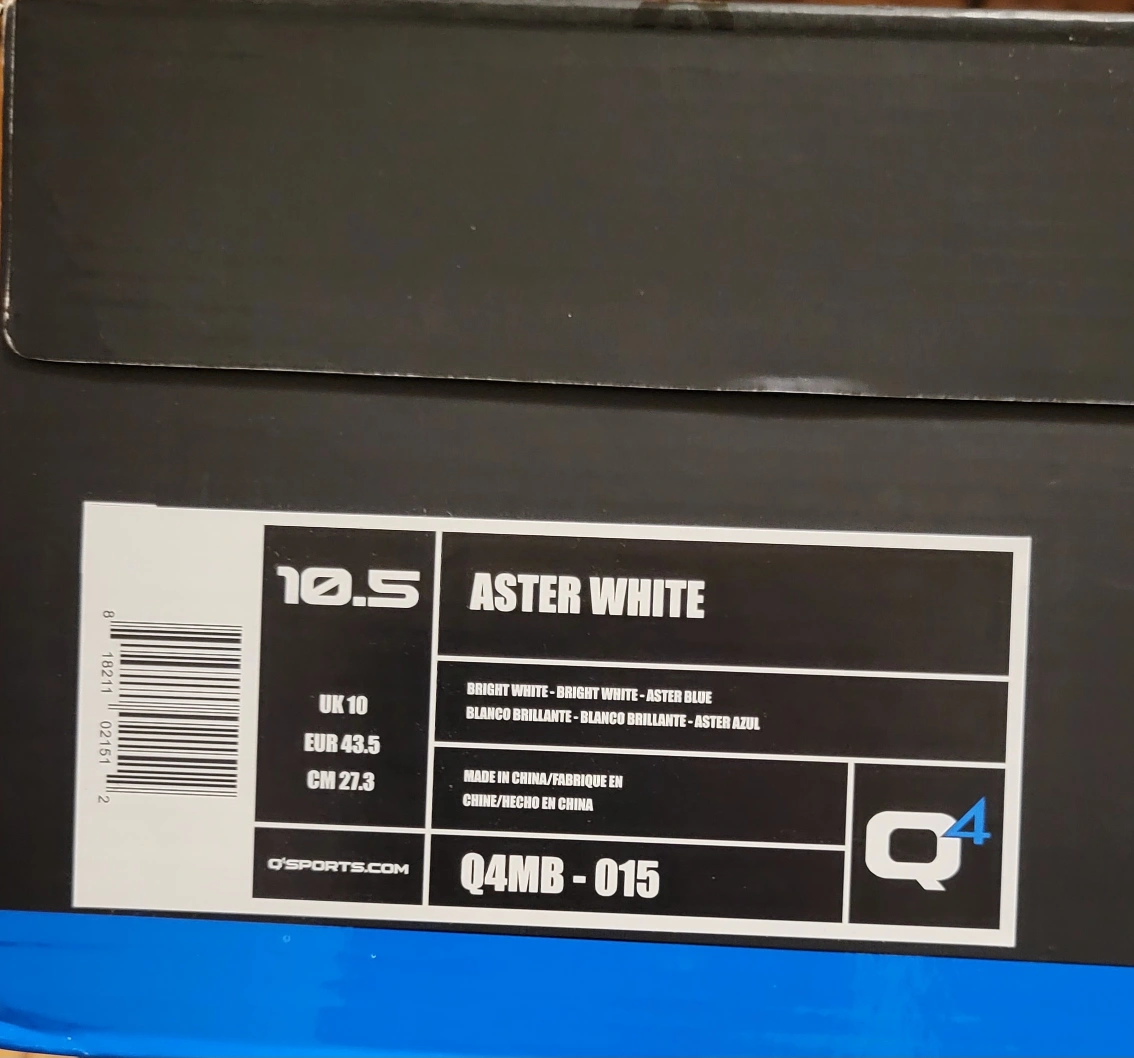 8 18211 02151 2
10.5
UK 10
EUR 43.5
CM 27.3
Q4SPORTS.COM
ASTER WHITE
BRIGHT WHITE - BRIGHT WHITE - ASTER BLUE
BLANCO BRILLANTE - BLANCO BRILLANTE - ASTER AZUL
MADE IN CHINA/FABRIQUE EN
CHINE/HECHO EN CHINA
Q4MB - 015
Q4